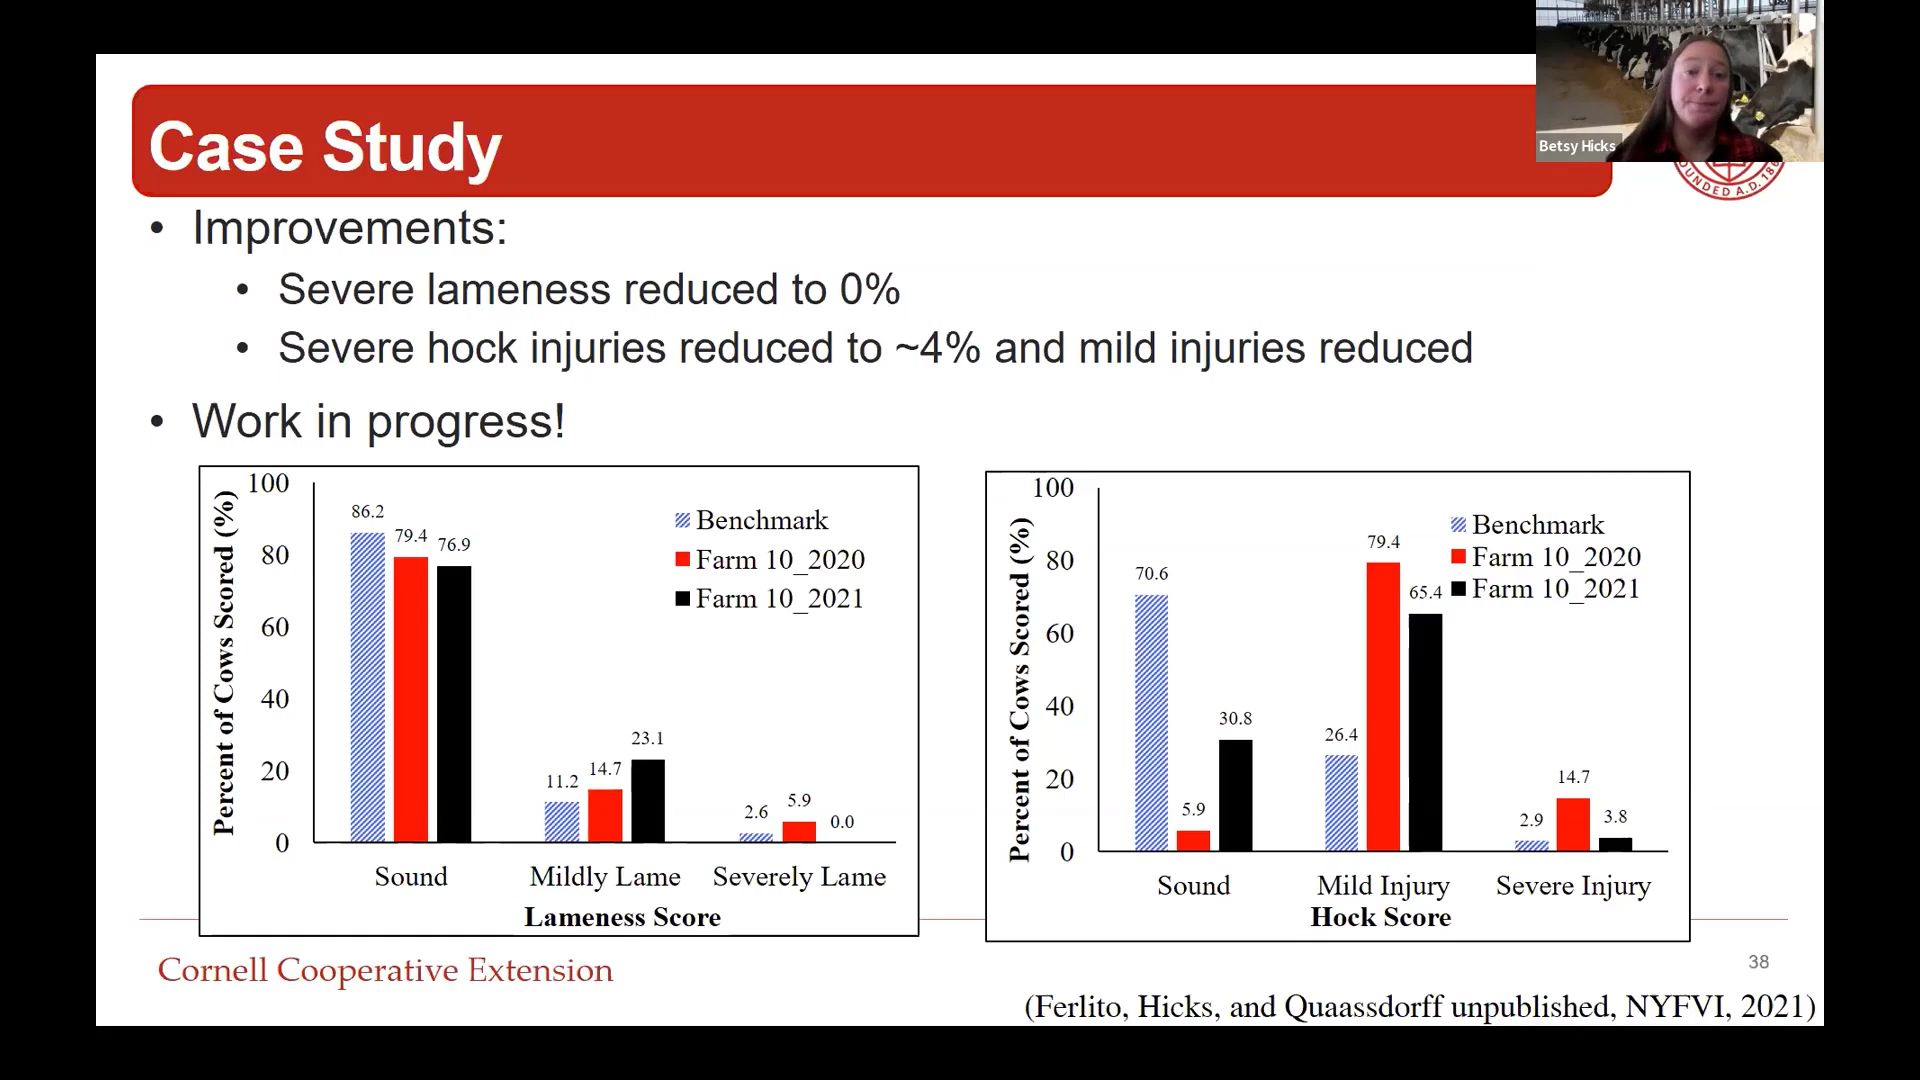 Case Study
Betsy Hicks
OUNDED A.D. 186
• Improvements:
• Severe lameness reduced to 0%
• Severe hock injuries reduced to ~4% and mild injuries reduced
• Work in progress!
Percent of Cows Scored (%)
100
80
60
40
20
0
86.2
79.4
76.9
11.2
14.7
23.1
2.6
5.9
0.0
Benchmark
Farm 10_2020
Farm 10_2021
Sound
Mildly Lame
Severely Lame
Lameness Score
Percent of Cows Scored (%)
100
80
60
40
20
0
70.6
5.9
30.8
26.4
79.4
65.4
2.9
14.7
3.8
Benchmark
Farm 10_2020
Farm 10_2021
Sound
Mild Injury
Severe Injury
Hock Score
Cornell Cooperative Extension
38
(Ferlito, Hicks, and Quaassdorff unpublished, NYFVI, 2021)